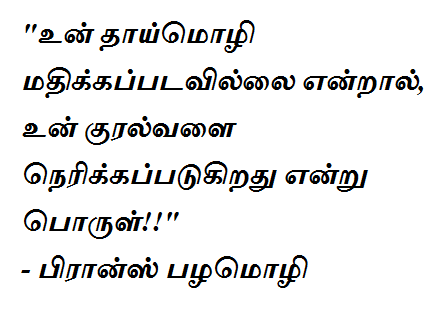 "உன் தாய்மொழி
மதிக்கப்படவில்லை என்றால்,
உன் குரல்வளை
நெரிக்கப்படுகிறது என்று
பொருள்!!"
- பிரான்ஸ் பழமொழி